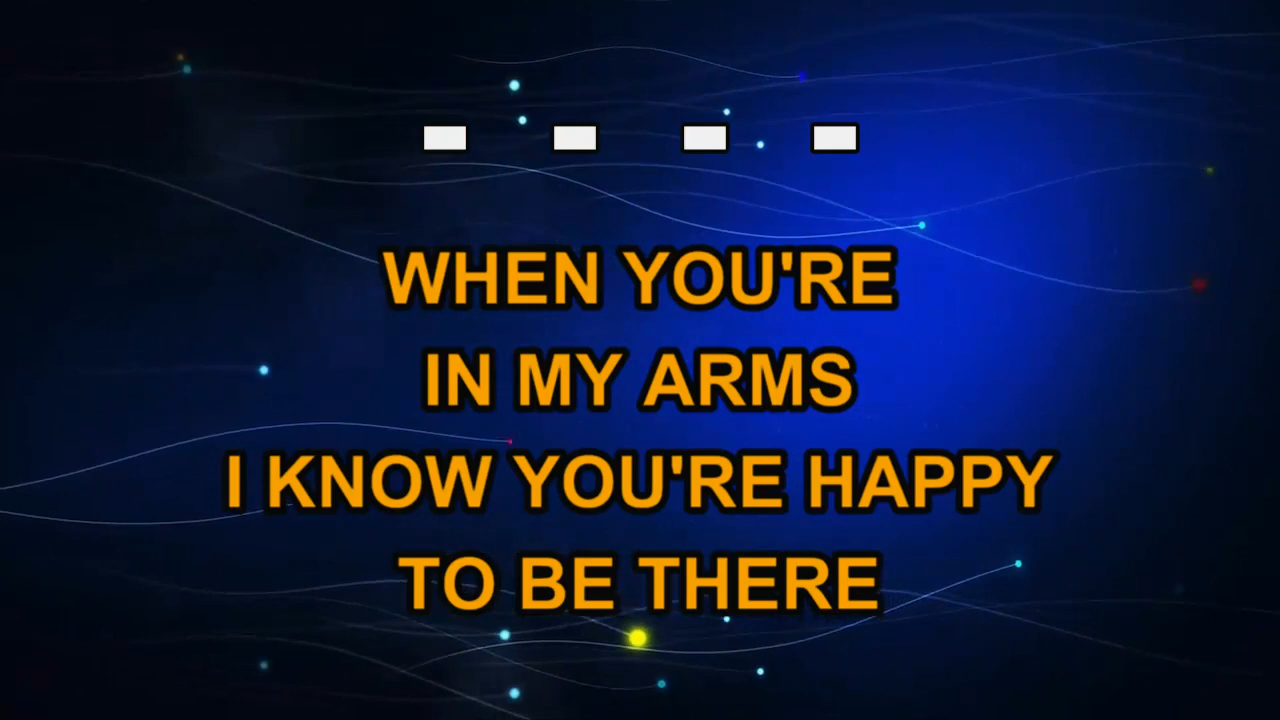 WHEN YOU'RE
IN MY ARMS
I KNOW YOU'RE HAPPY
TO BE THERE